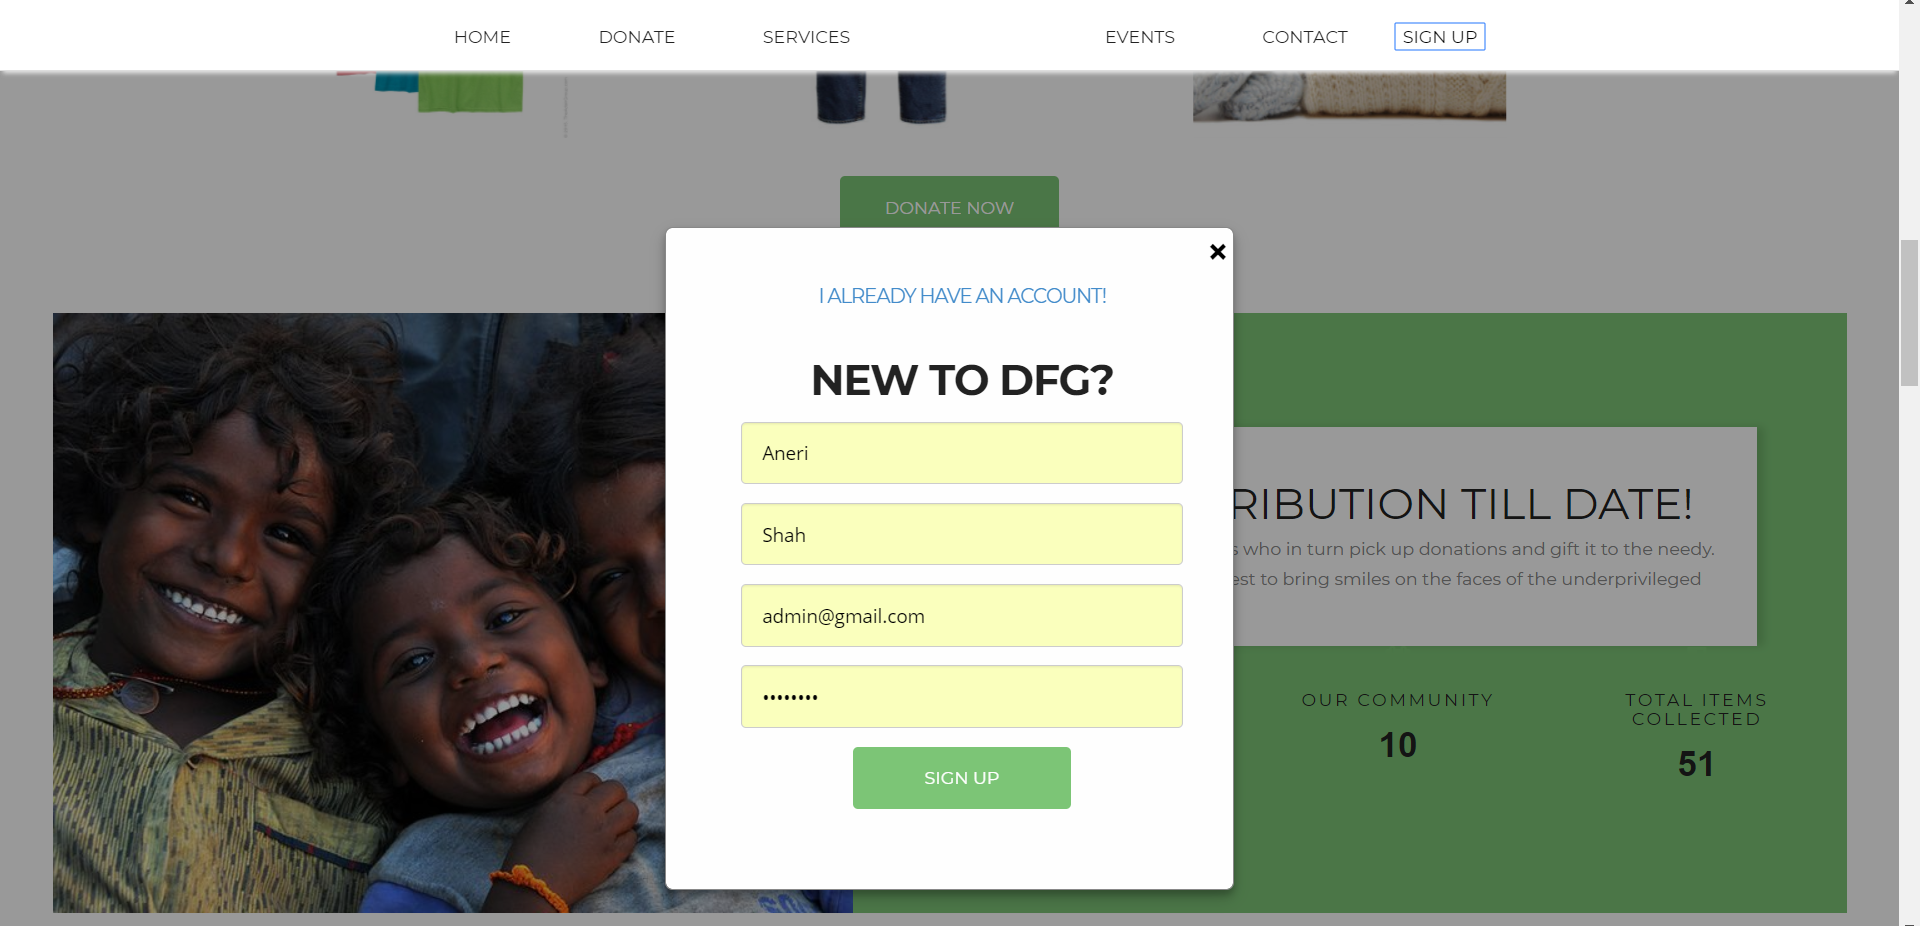 HOME DONATE SERVICES EVENTS CONTACT SIGN UP
DONATE NOW
I ALREADY HAVE AN ACCOUNT!
NEW TO DFG?
Aneri
Shah
admin@gmail.com
••••••••
SIGN UP
TILL DATE!
who in turn pick up donations and gift it to the needy.
to bring smiles on the faces of the underprivileged
OUR COMMUNITY
10
TOTAL ITEMS
COLLECTED
51